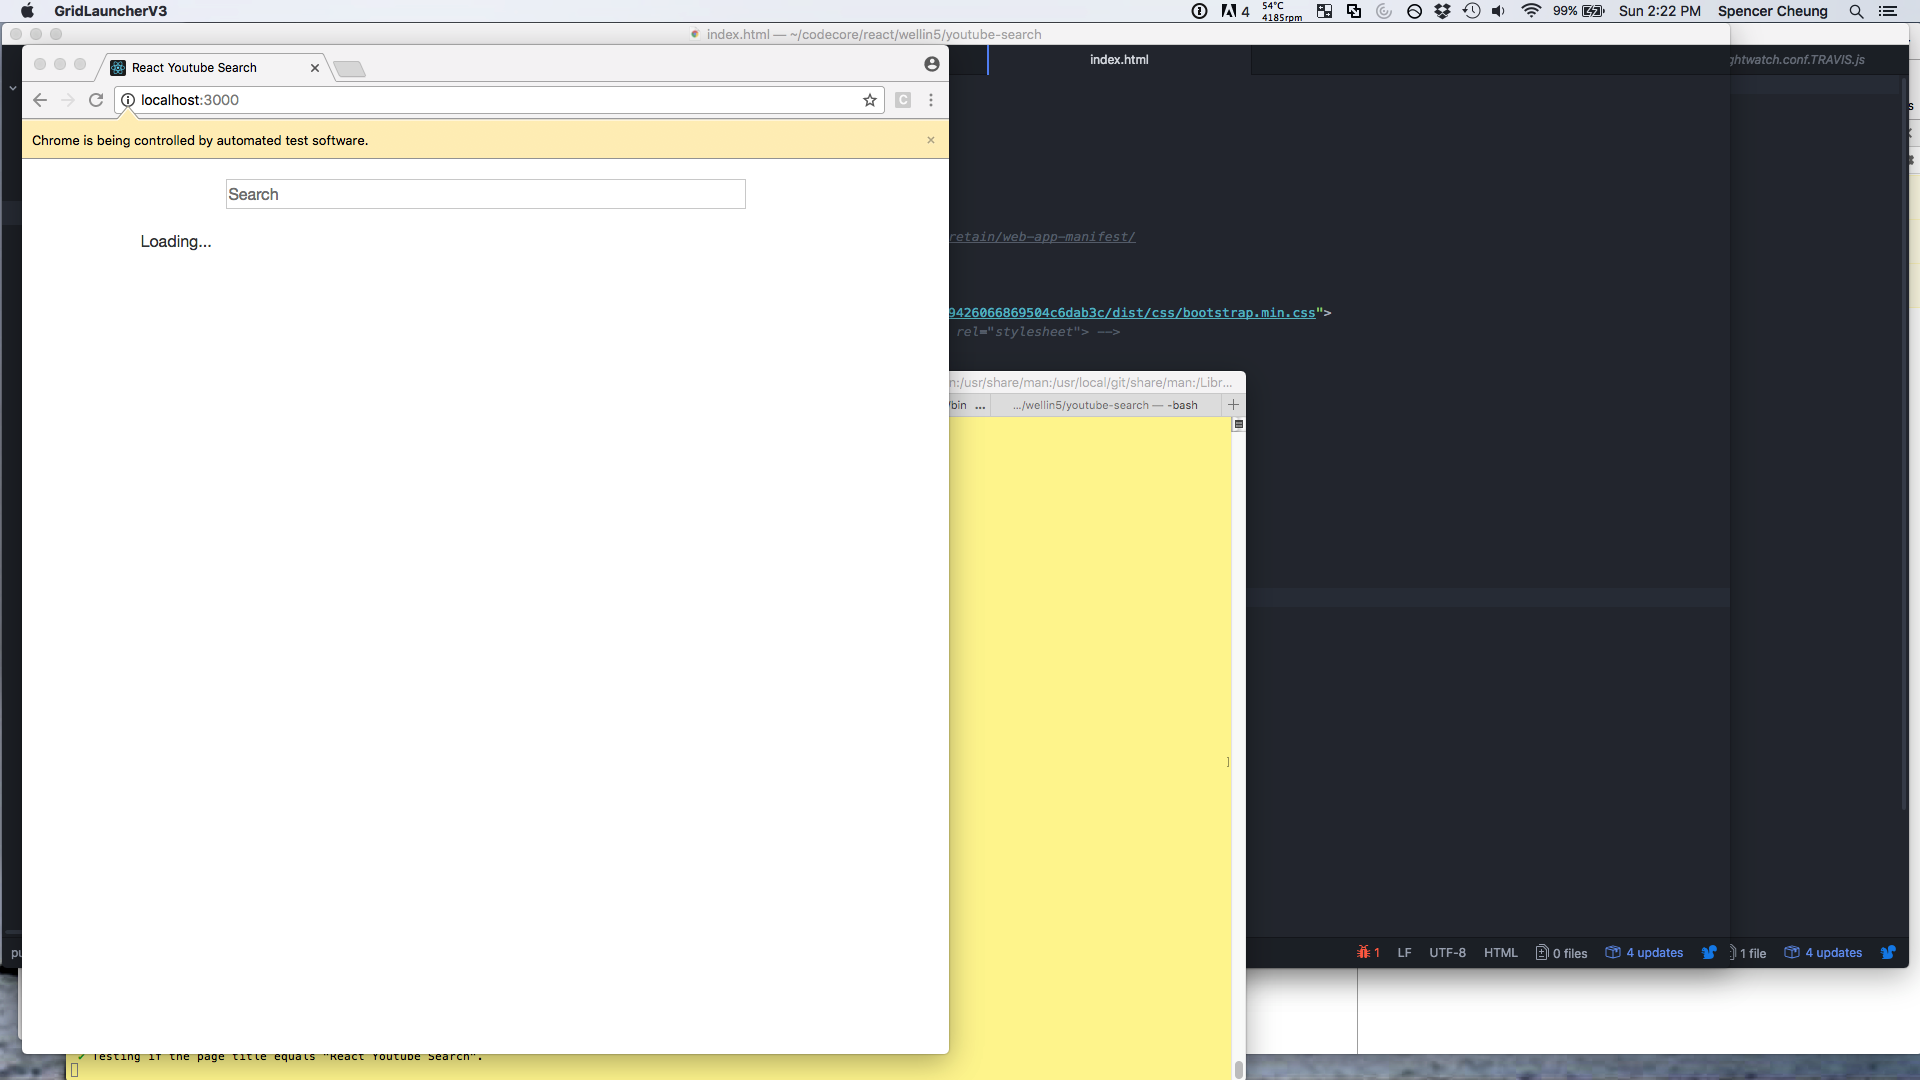 GridLauncherV3
4
54°C
4185rpm
99%
Sun 2:22 PM
Spencer Cheung
index.html — ~/codecore/react/wellin5/youtube-search
React Youtube Search
index.html
ghtwatch.conf.TRAVIS.js
localhost:3000
C
Chrome is being controlled by automated test software.
Search
Loading...
retain/web-app-manifest/
9426066869504c6dab3c/dist/css/bootstrap.min.css">
rel="stylesheet"> -->
n:/usr/share/man:/usr/local/git/share/man:/Libr...
/bin ...
.../wellin5/youtube-search — -bash
1
LF
UTF-8
HTML
0 files
4 updates
1 file
4 updates
✓ Testing if the page title equals "React Youtube Search".